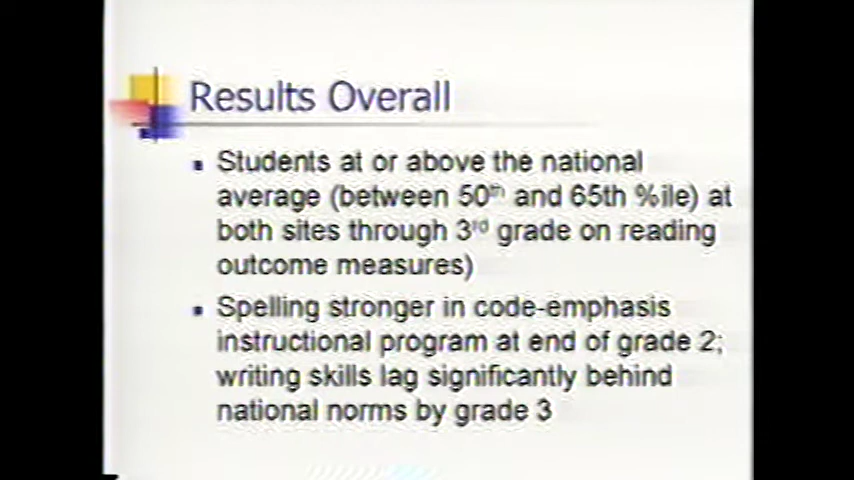 Results Overall
Students at or above the national
average (between 50th and 65th %ile) at
both sites through 3rd grade on reading
outcome measures)
Spelling stronger in code-emphasis
instructional program at end of grade 2;
writing skills lag significantly behind
national norms by grade 3